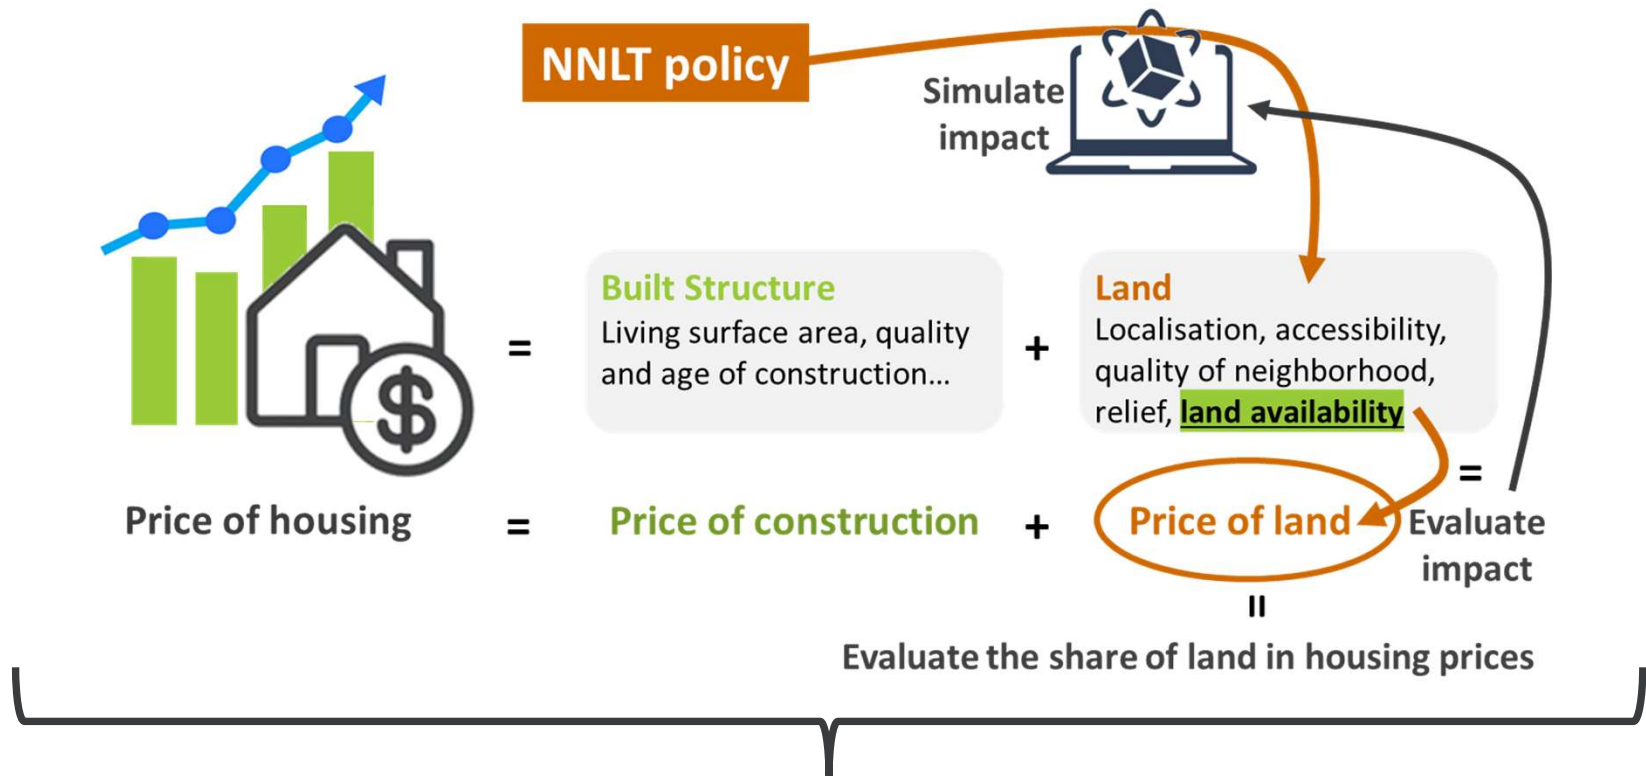 NNLT policy
Simulate
impact
Built Structure
Living surface area, quality
and age of construction...
Land
Localisation, accessibility,
quality of neighborhood,
relief, land availability
=
+
$
=
Price of housing
=
Price of construction
+
Price of land
Evaluate
impact
=
Evaluate the share of land in housing prices